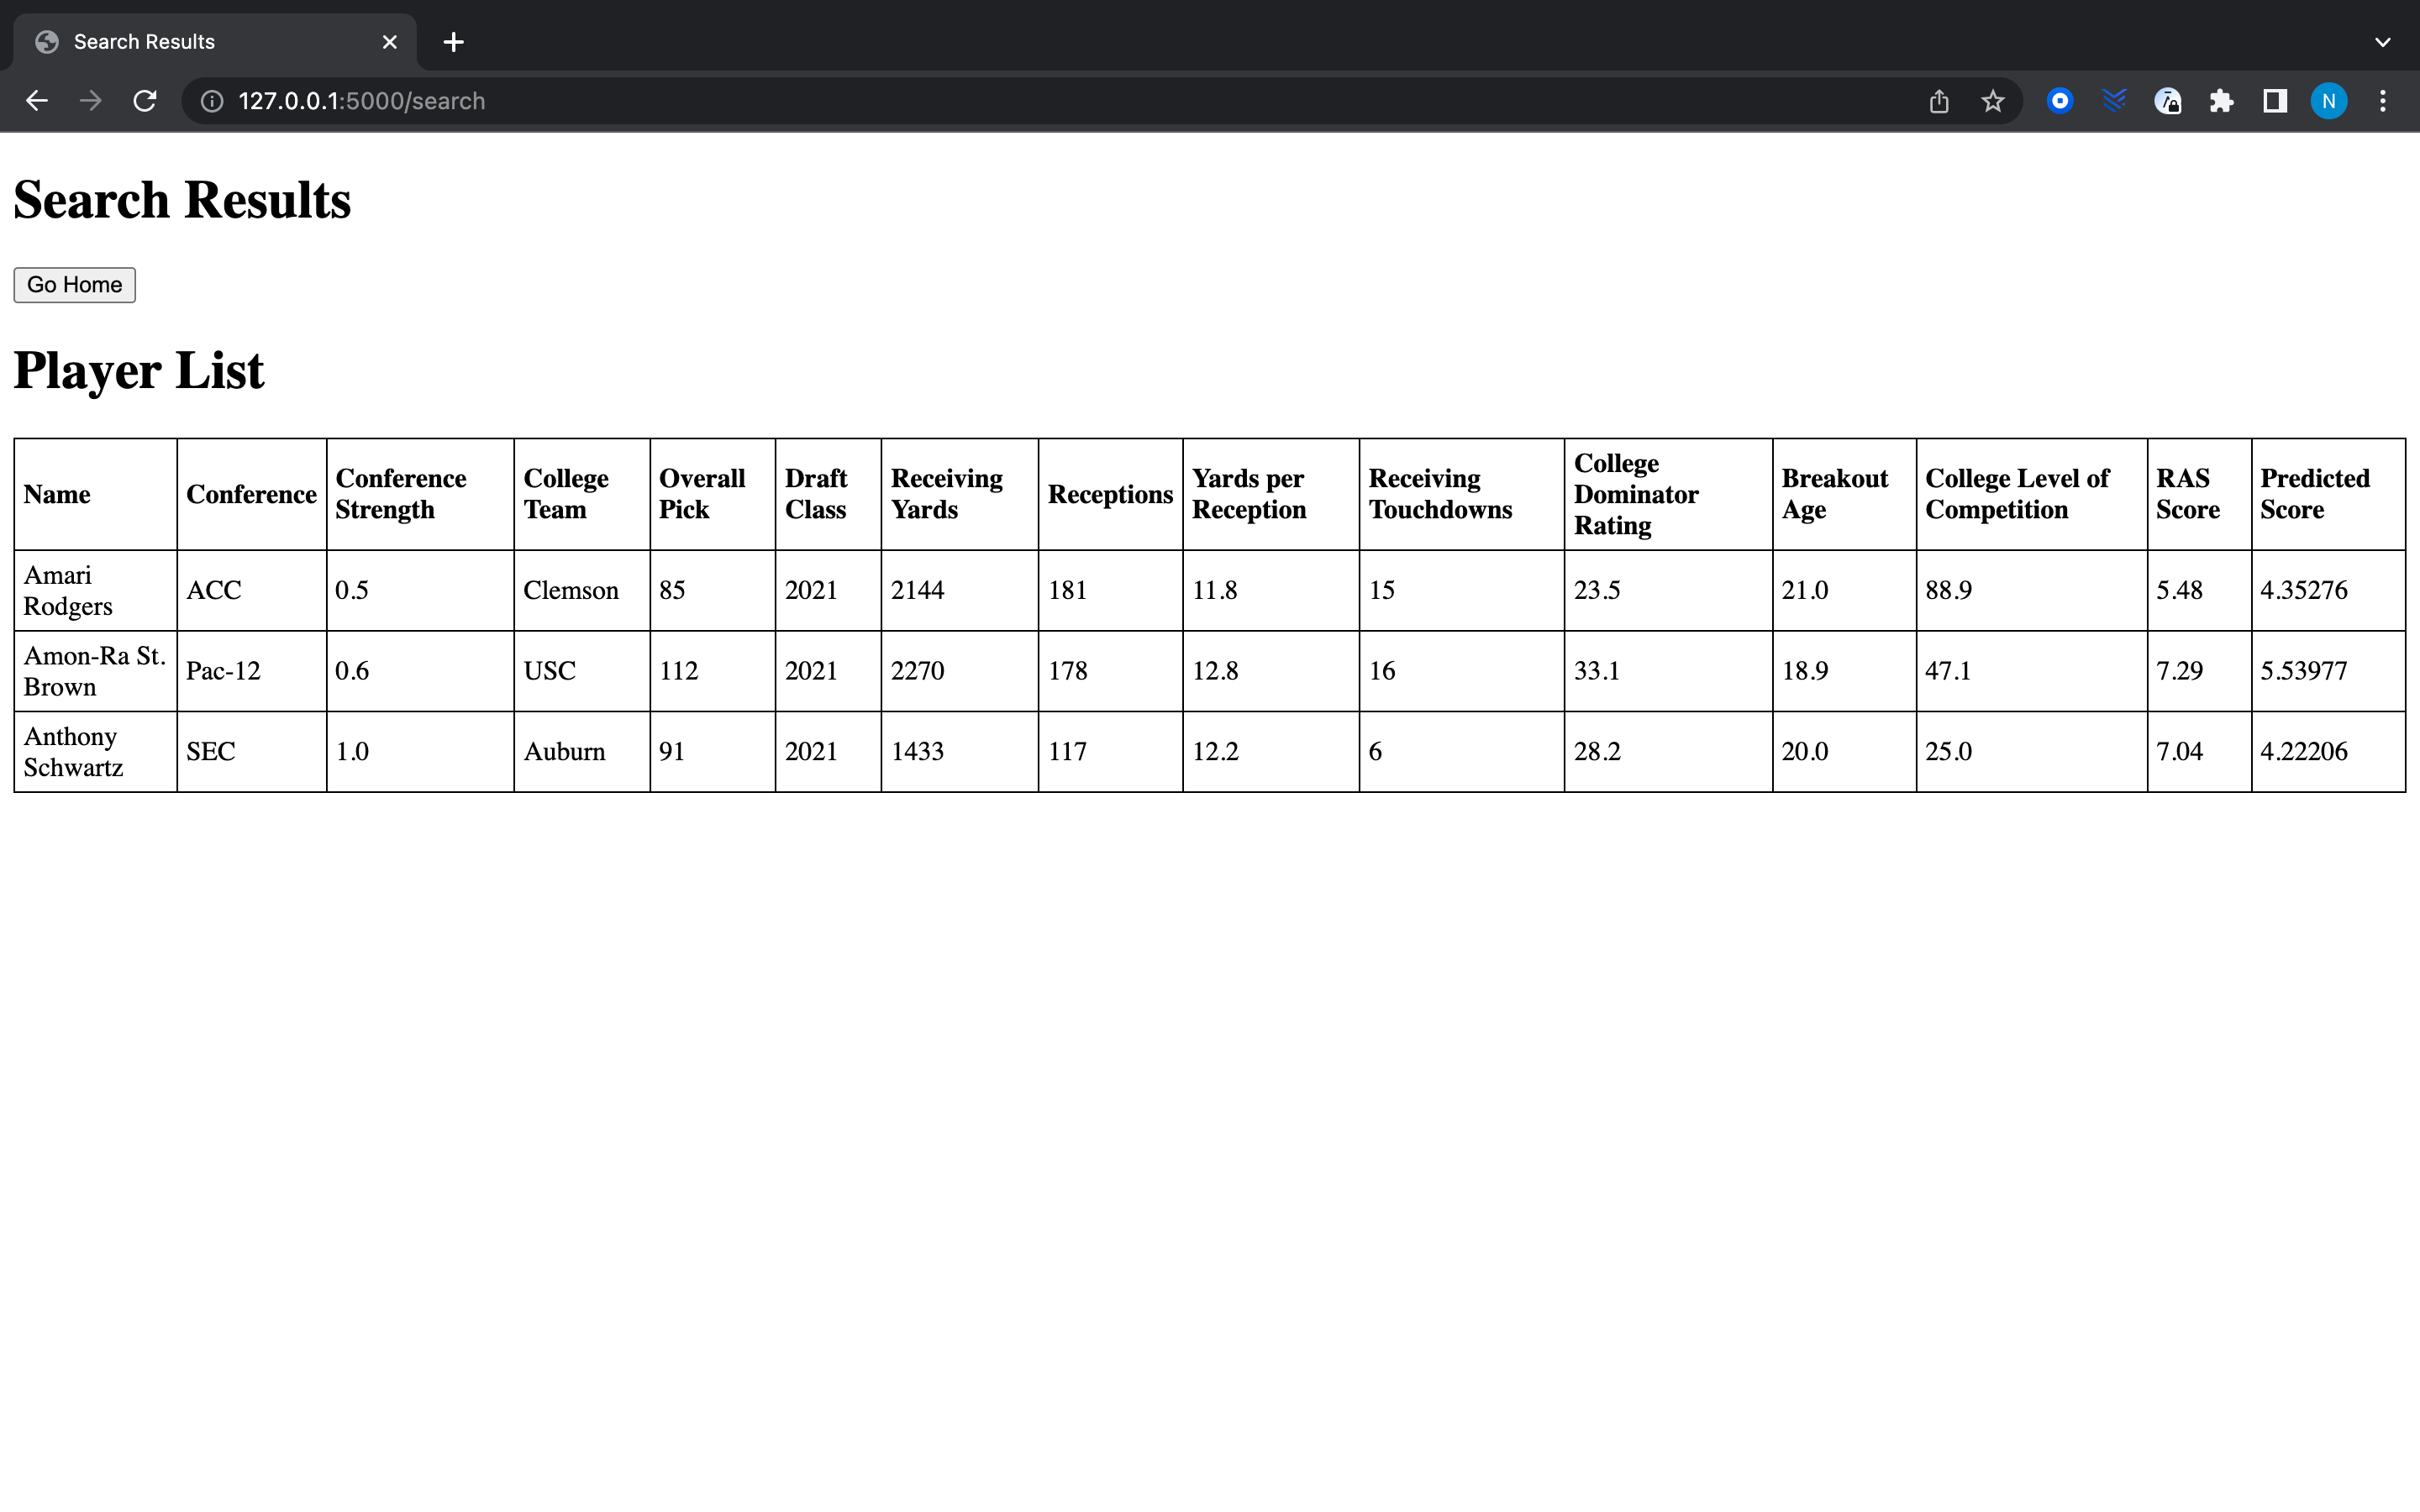 Search Results
127.0.0.1:5000/search
N
Search Results
Go Home
Player List
Name Conference Conference Strength College Team Overall Pick Draft Class Receiving Yards Receptions Yards per Reception Receiving Touchdowns College Dominator Rating Breakout Age College Level of Competition RAS Score Predicted Score
Amari Rodgers ACC 0.5 Clemson 85 2021 2144 181 11.8 15 23.5 21.0 88.9 5.48 4.35276
Amon-Ra St. Brown Pac-12 0.6 USC 112 2021 2270 178 12.8 16 33.1 18.9 47.1 7.29 5.53977
Anthony Schwartz SEC 1.0 Auburn 91 2021 1433 117 12.2 6 28.2 20.0 25.0 7.04 4.22206